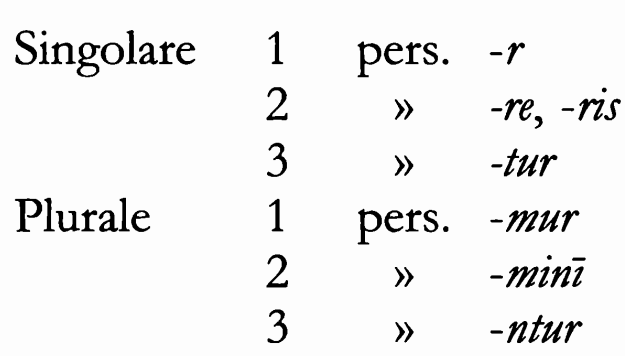 Singolare 1 pers. -r
2 » -re, -ris
3 » -tur
Plurale 1 pers. -mur
2 » -minī
3 » -ntur